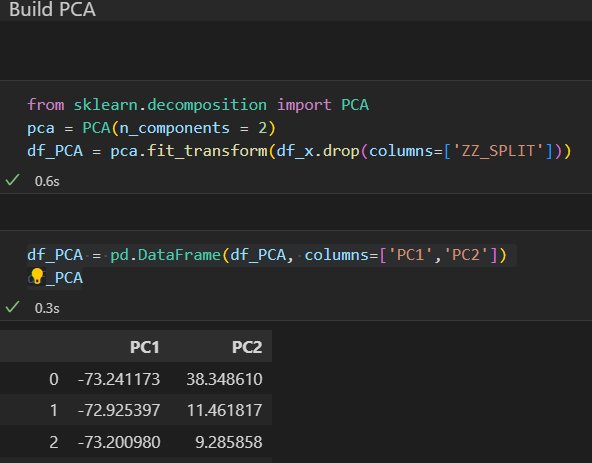 Build PCA
from sklearn.decomposition import PCA
pca = PCA(n_components = 2)
df_PCA = pca.fit_transform(df_x.drop(columns=['ZZ_SPLIT']))
0.6s
df_PCA = pd.DataFrame(df_PCA, columns=['PC1','PC2'])
_PCA
0.3s
PC1 PC2
0 -73.241173 38.348610
1 -72.925397 11.461817
2 -73.200980 9.285858